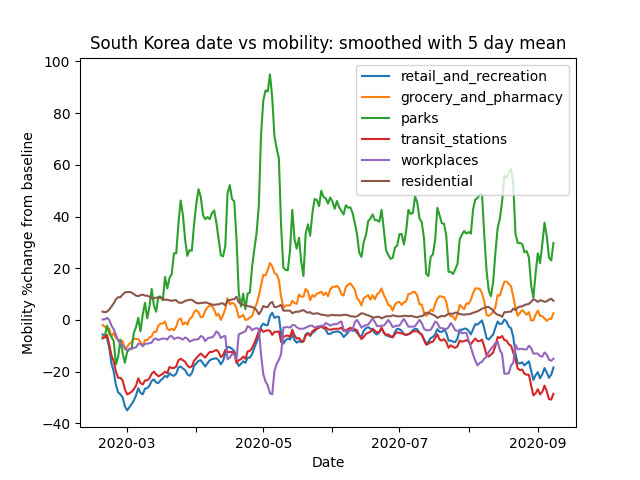 South Korea date vs mobility: smoothed with 5 day mean
Mobility %change from baseline
100
80
60
40
20
0
−20
−40
retail_and_recreation
grocery_and_pharmacy
parks
transit_stations
workplaces
residential
2020-03
2020-05
2020-07
2020-09
Date